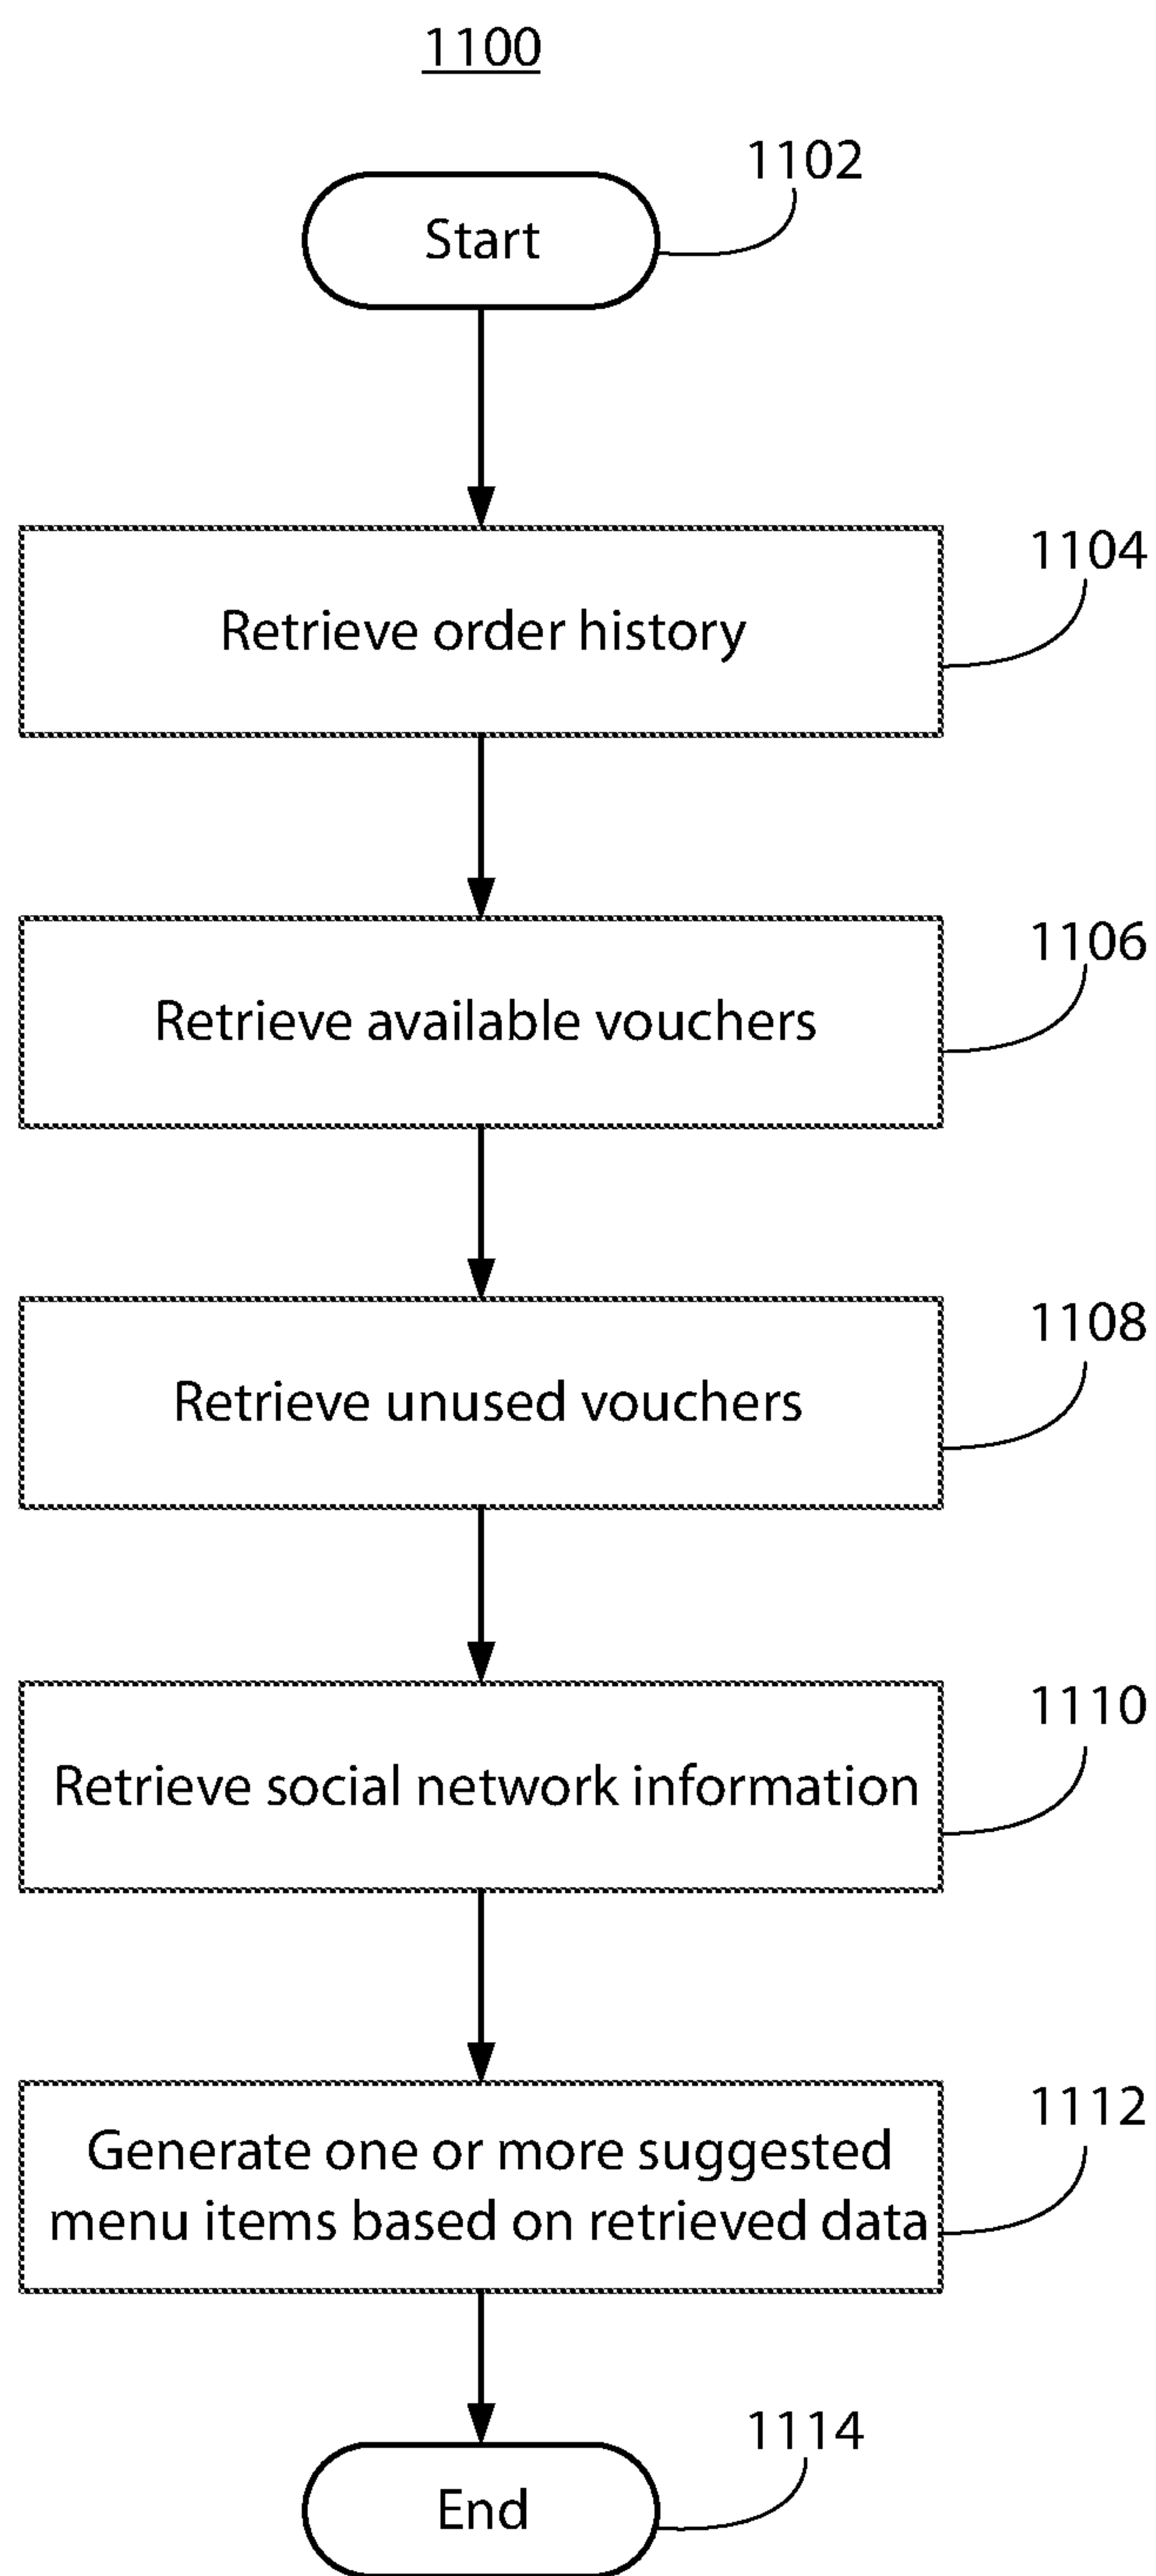 1100
1102
Start
1104
Retrieve order history
1106
Retrieve available vouchers
1108
Retrieve unused vouchers
1110
Retrieve social network information
1112
Generate one or more suggested
menu items based on retrieved data
1114
End